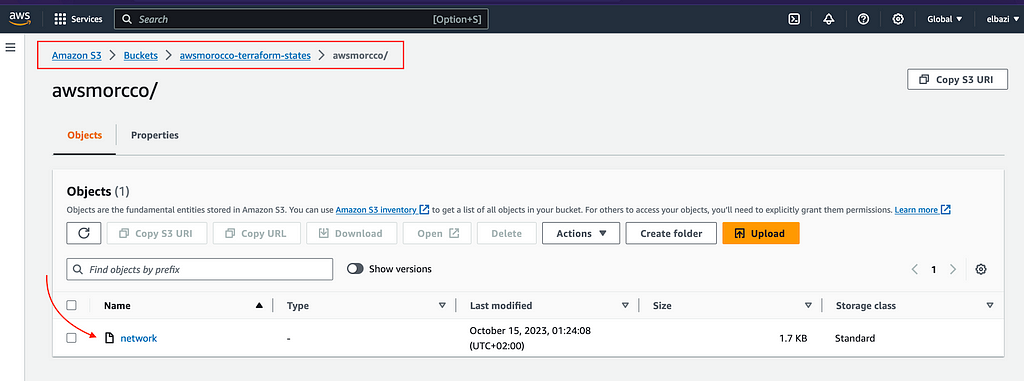 aws Services Search [Option+S] Global ▼ elbazi ▼
Amazon S3 > Buckets > awsmorocco-terraform-states > awsmorcco/
awsmorcco/
Copy S3 URI
Objects Properties
Objects (1)
Objects are the fundamental entities stored in Amazon S3. You can use Amazon S3 inventory to get a list of all objects in your bucket. For others to access your objects, you'll need to explicitly grant them permissions. Learn more
Copy S3 URI Copy URL Download Open Delete Actions ▼ Create folder Upload
Find objects by prefix Show versions < 1 >
Name Type Last modified Size Storage class
network - October 15, 2023, 01:24:08 1.7 KB Standard
(UTC+02:00)